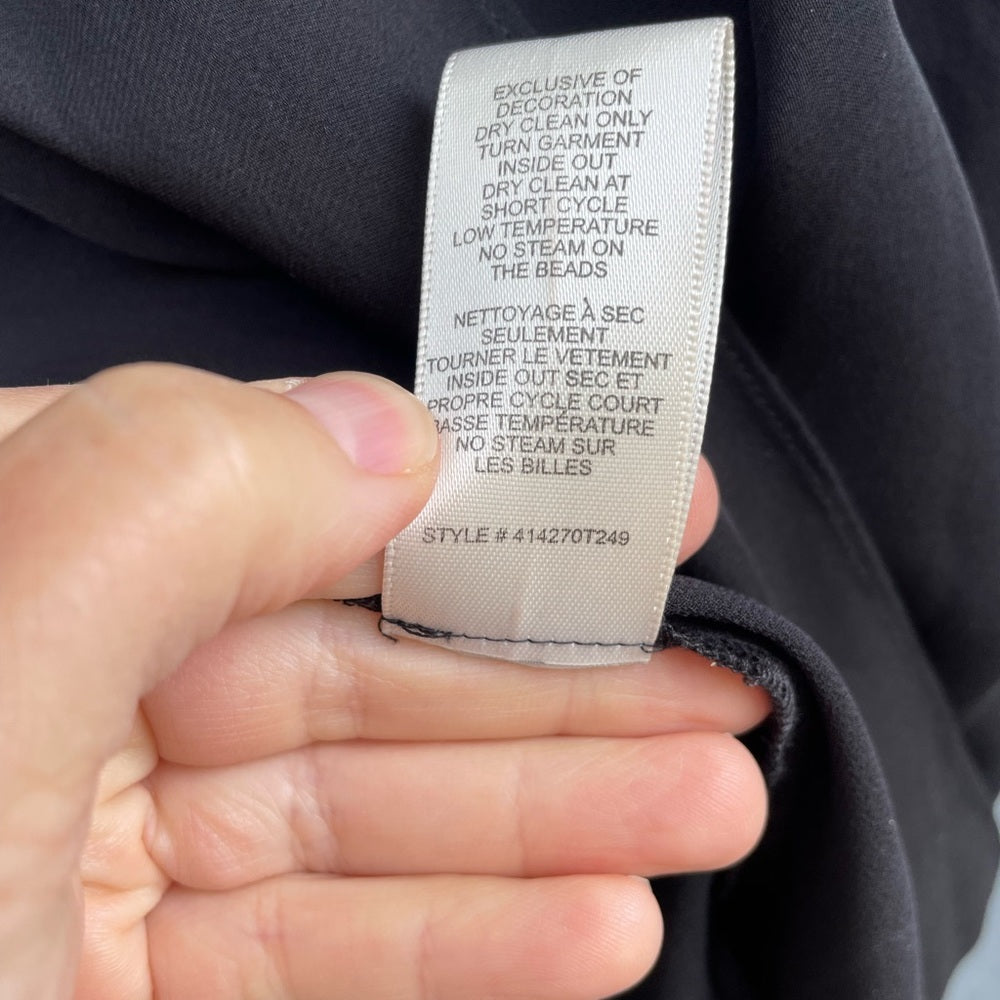 EXCLUSIVE OF
DECORATION
DRY CLEAN ONLY
TURN GARMENT
INSIDE OUT
DRY CLEAN AT
SHORT CYCLE
LOW TEMPERATURE
NO STEAM ON
THE BEADS
NETTOYAGE À SEC
SEULEMENT
TOURNER LE VETEMENT
INSIDE OUT SEC ET
PROPRE CYCLE COURT
BASSE TEMPÉRATURE
NO STEAM SUR
LES BILLES
STYLE # 414270T249